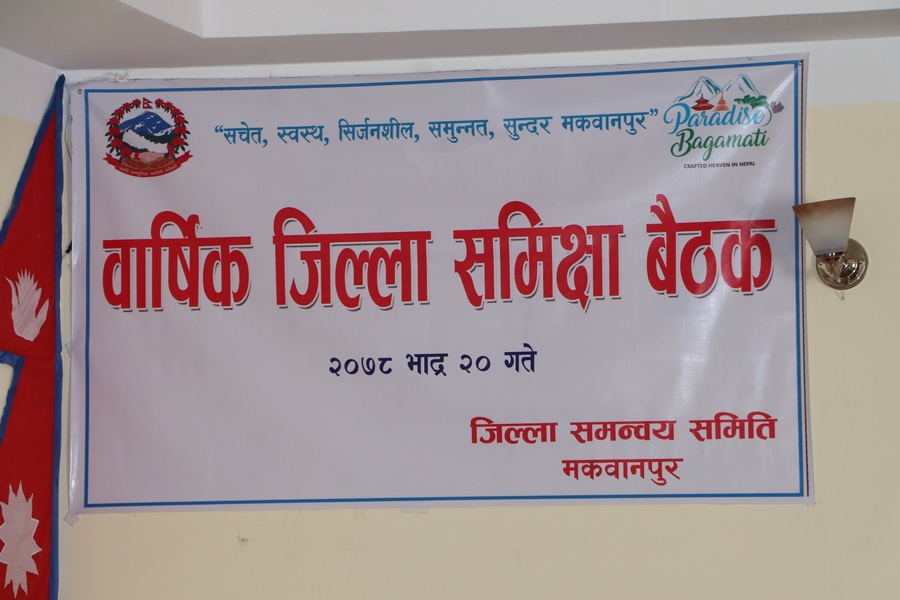 “सचेत, स्वस्थ, सिर्जनशील, समुन्नत, सुन्दर मकवानपुर”
Paradise
Bagamati
CRAFTED HEAVEN IN NEPAL
वार्षिक जिल्ला समिक्षा बैठक
२०७८ भाद्र २० गते
जिल्ला समन्वय समिति
मकवानपुर